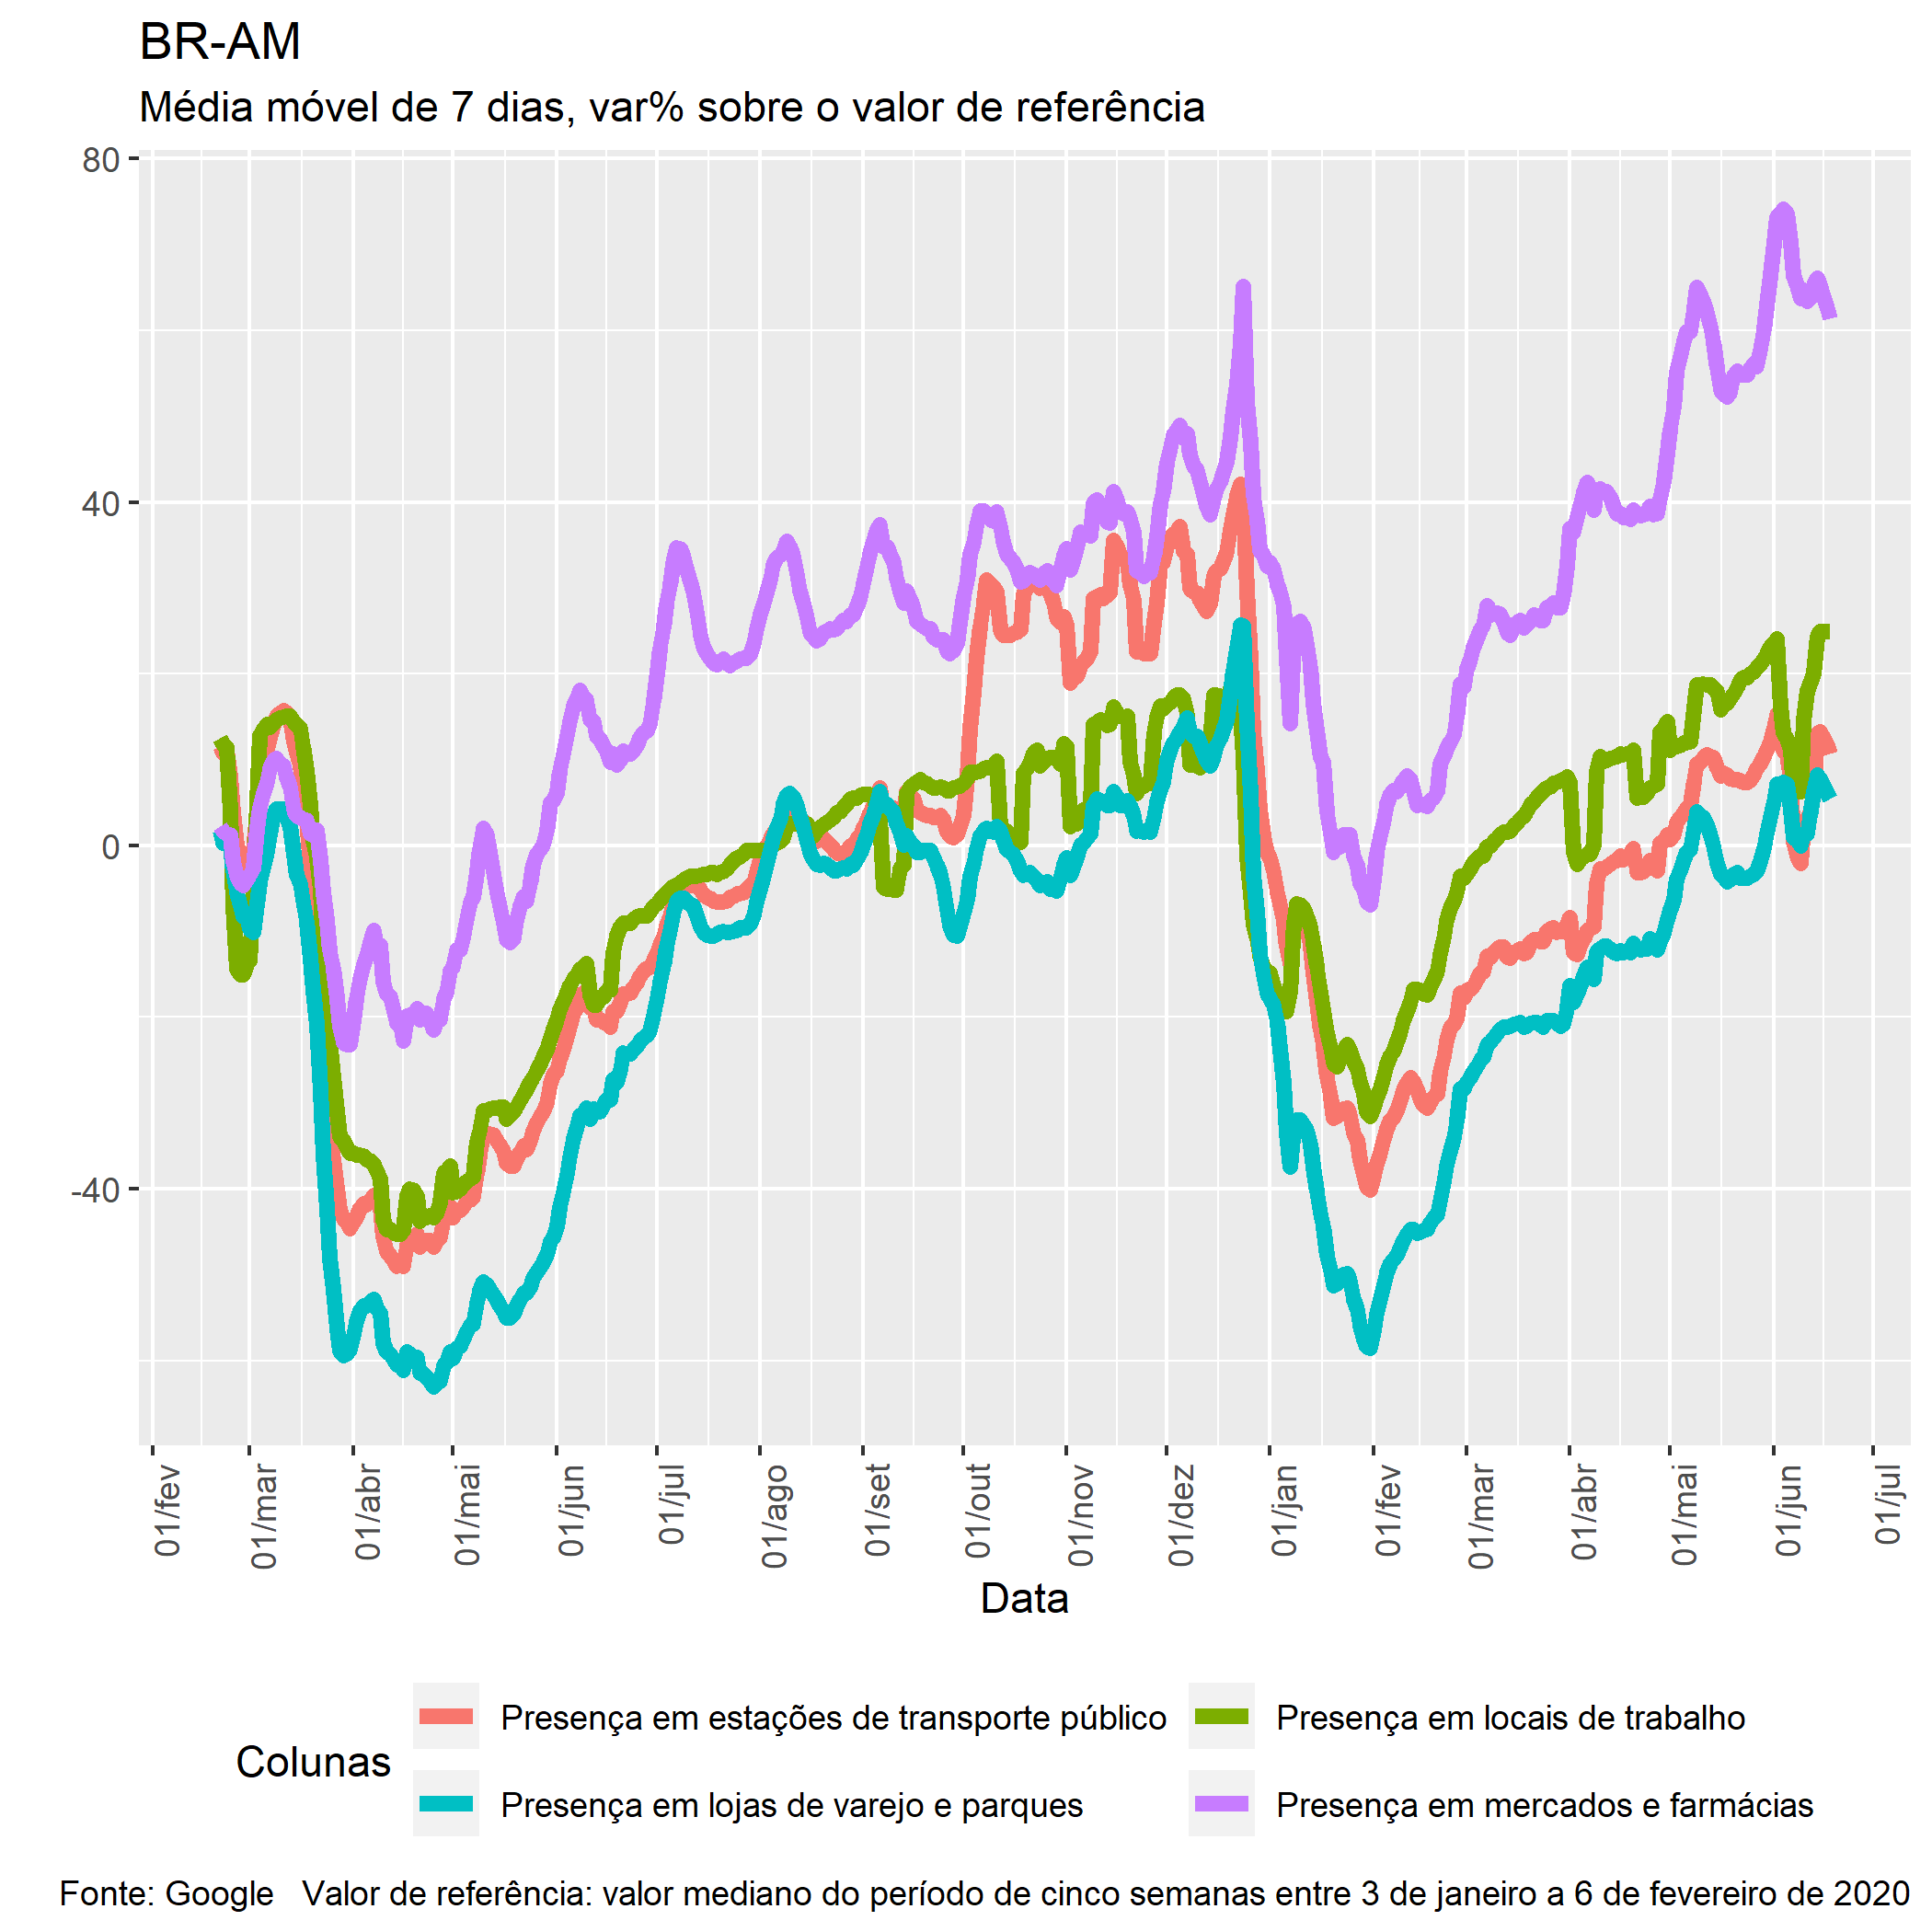 BR-AM
Média móvel de 7 dias, var% sobre o valor de referência
80
40
0
-40
01/fev
01/mar
01/abr
01/mai
01/jun
01/jul
01/ago
01/set
01/out
01/nov
01/dez
01/jan
01/fev
01/mar
01/abr
01/mai
01/jun
01/jul
Data
Colunas
Presença em estações de transporte público
Presença em locais de trabalho
Presença em lojas de varejo e parques
Presença em mercados e farmácias
Fonte: Google   Valor de referência: valor mediano do período de cinco semanas entre 3 de janeiro a 6 de fevereiro de 2020